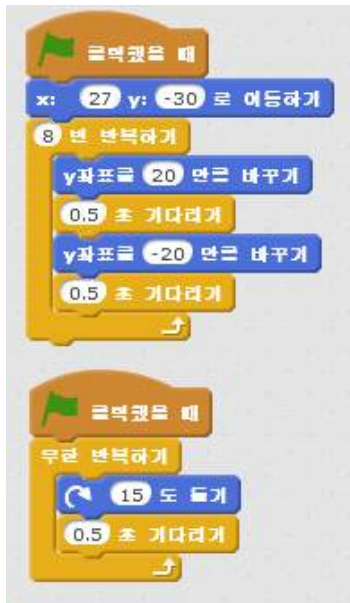 클릭했을 때
x: 27 y: -30 로 이동하기
8 번 반복하기
y좌표를 20 만큼 바꾸기
0.5 초 기다리기
y좌표를 -20 만큼 바꾸기
0.5 초 기다리기
클릭했을 때
무한 반복하기
15 도 돌기
0.5 초 기다리기